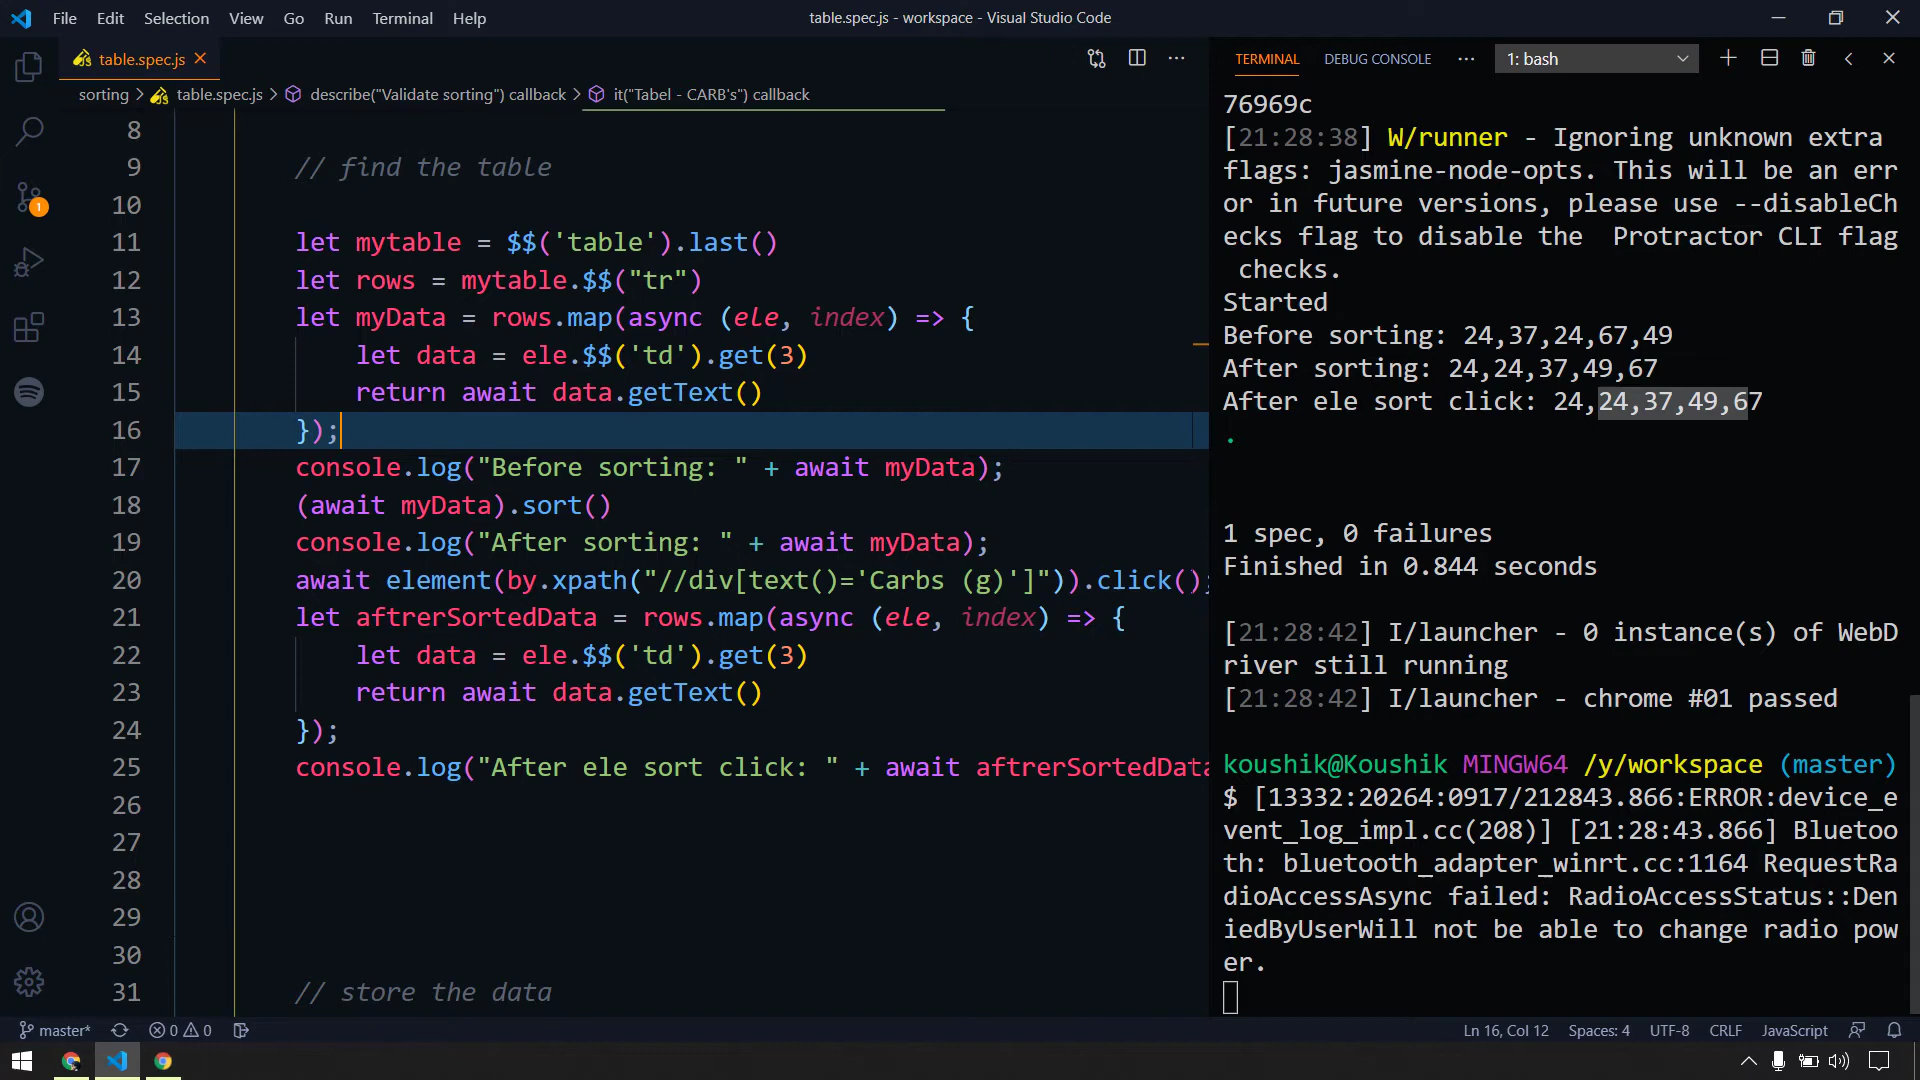 File Edit Selection View Go Run Terminal Help
table.spec.js - workspace - Visual Studio Code
table.spec.js
TERMINAL DEBUG CONSOLE 1: bash
sorting > table.spec.js > describe("Validate sorting") callback > it("Tabel - CARB's") callback
8
9 // find the table
10
11 let mytable = $$('table').last()
12 let rows = mytable.$$("tr")
13 let myData = rows.map(async (ele, index) => {
14 let data = ele.$$('td').get(3)
15 return await data.getText()
16 });
17 console.log("Before sorting: " + await myData);
18 (await myData).sort()
19 console.log("After sorting: " + await myData);
20 await element(by.xpath("//div[text()='Carbs (g)']")).click();
21 let aftrerSortedData = rows.map(async (ele, index) => {
22 let data = ele.$$('td').get(3)
23 return await data.getText()
24 });
25 console.log("After ele sort click: " + await aftrerSortedData
26
27
28
29
30
31 // store the data
76969c
[21:28:38] W/runner - Ignoring unknown extra
flags: jasmine-node-opts. This will be an err
or in future versions, please use --disableCh
ecks flag to disable the  Protractor CLI flag
checks.
Started
Before sorting: 24,37,24,67,49
After sorting: 24,24,37,49,67
After ele sort click: 24,24,37,49,67
.
1 spec, 0 failures
Finished in 0.844 seconds
[21:28:42] I/launcher - 0 instance(s) of WebD
river still running
[21:28:42] I/launcher - chrome #01 passed
koushik@Koushik MINGW64 /y/workspace (master)
$ [13332:20264:0917/212843.866:ERROR:device_e
vent_log_impl.cc(208)] [21:28:43.866] Bluetoo
th: bluetooth_adapter_winrt.cc:1164 RequestRa
dioAccessAsync failed: RadioAccessStatus::Den
iedByUserWill not be able to change radio pow
er.
1
master* 0 0
Ln 16, Col 12 Spaces: 4 UTF-8 CRLF JavaScript